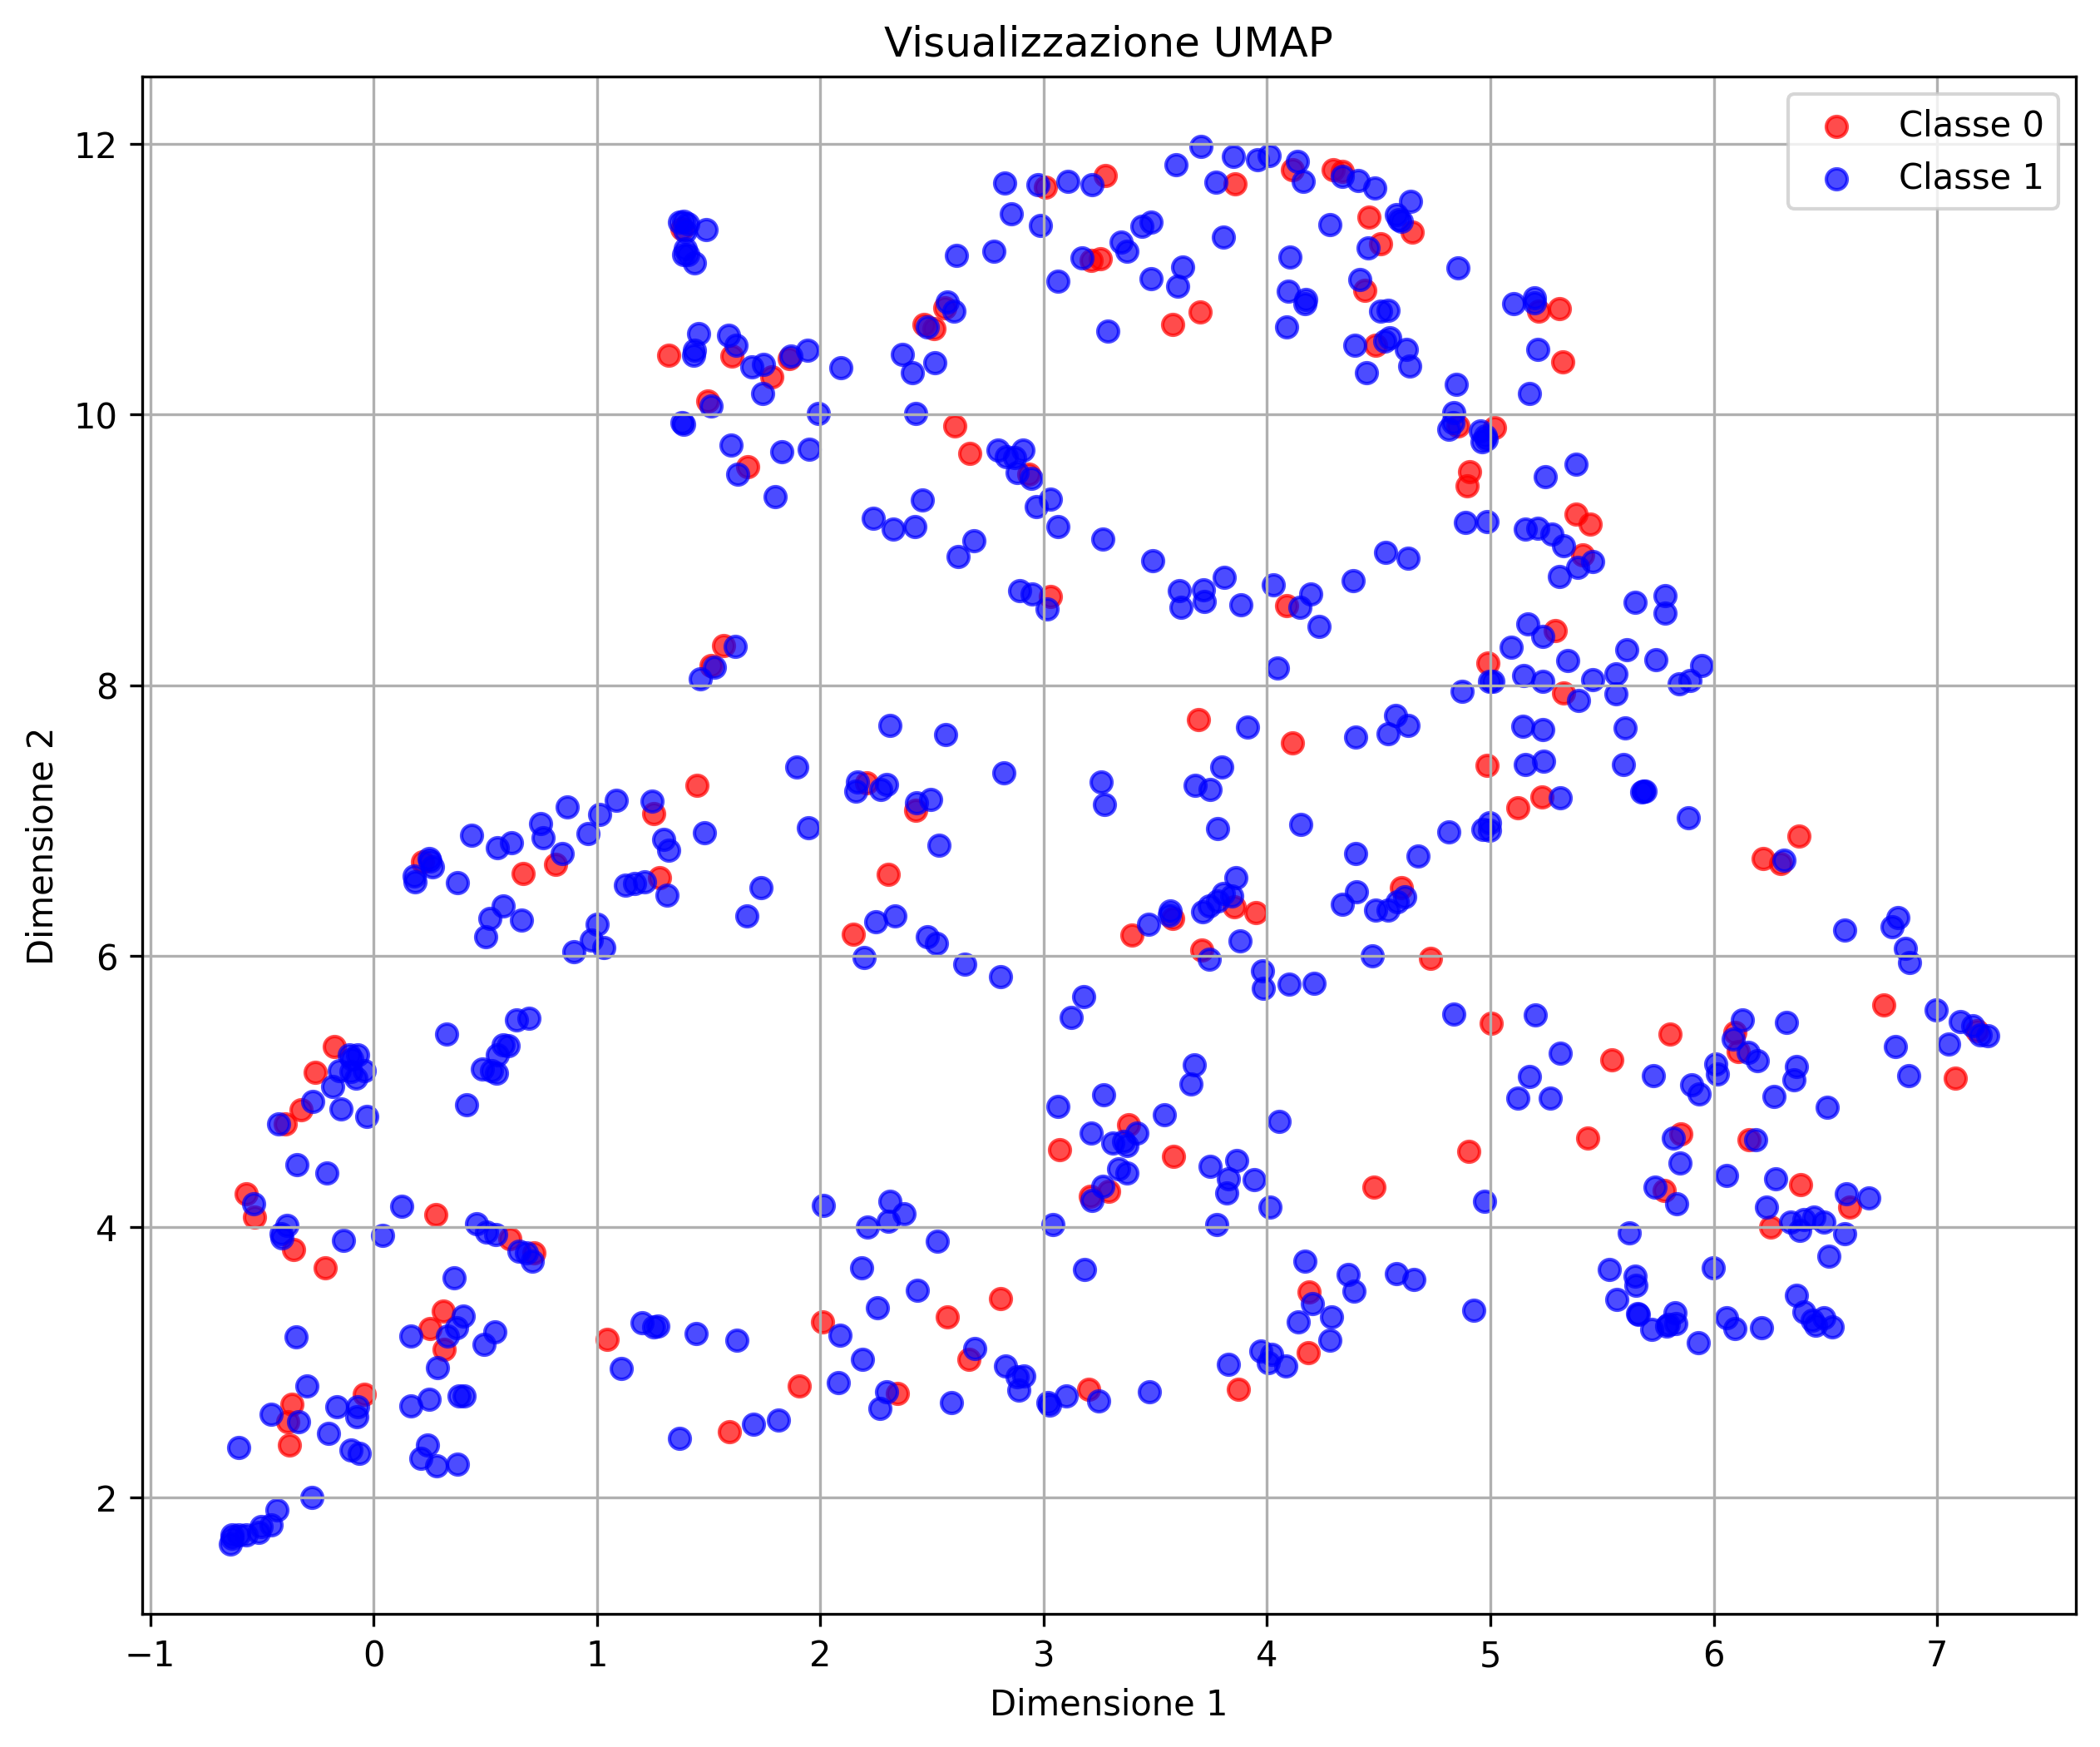 Visualizzazione UMAP
Classe 0
Classe 1
12
10
8
6
4
2
Dimensione 2
−1 0 1 2 3 4 5 6 7
Dimensione 1